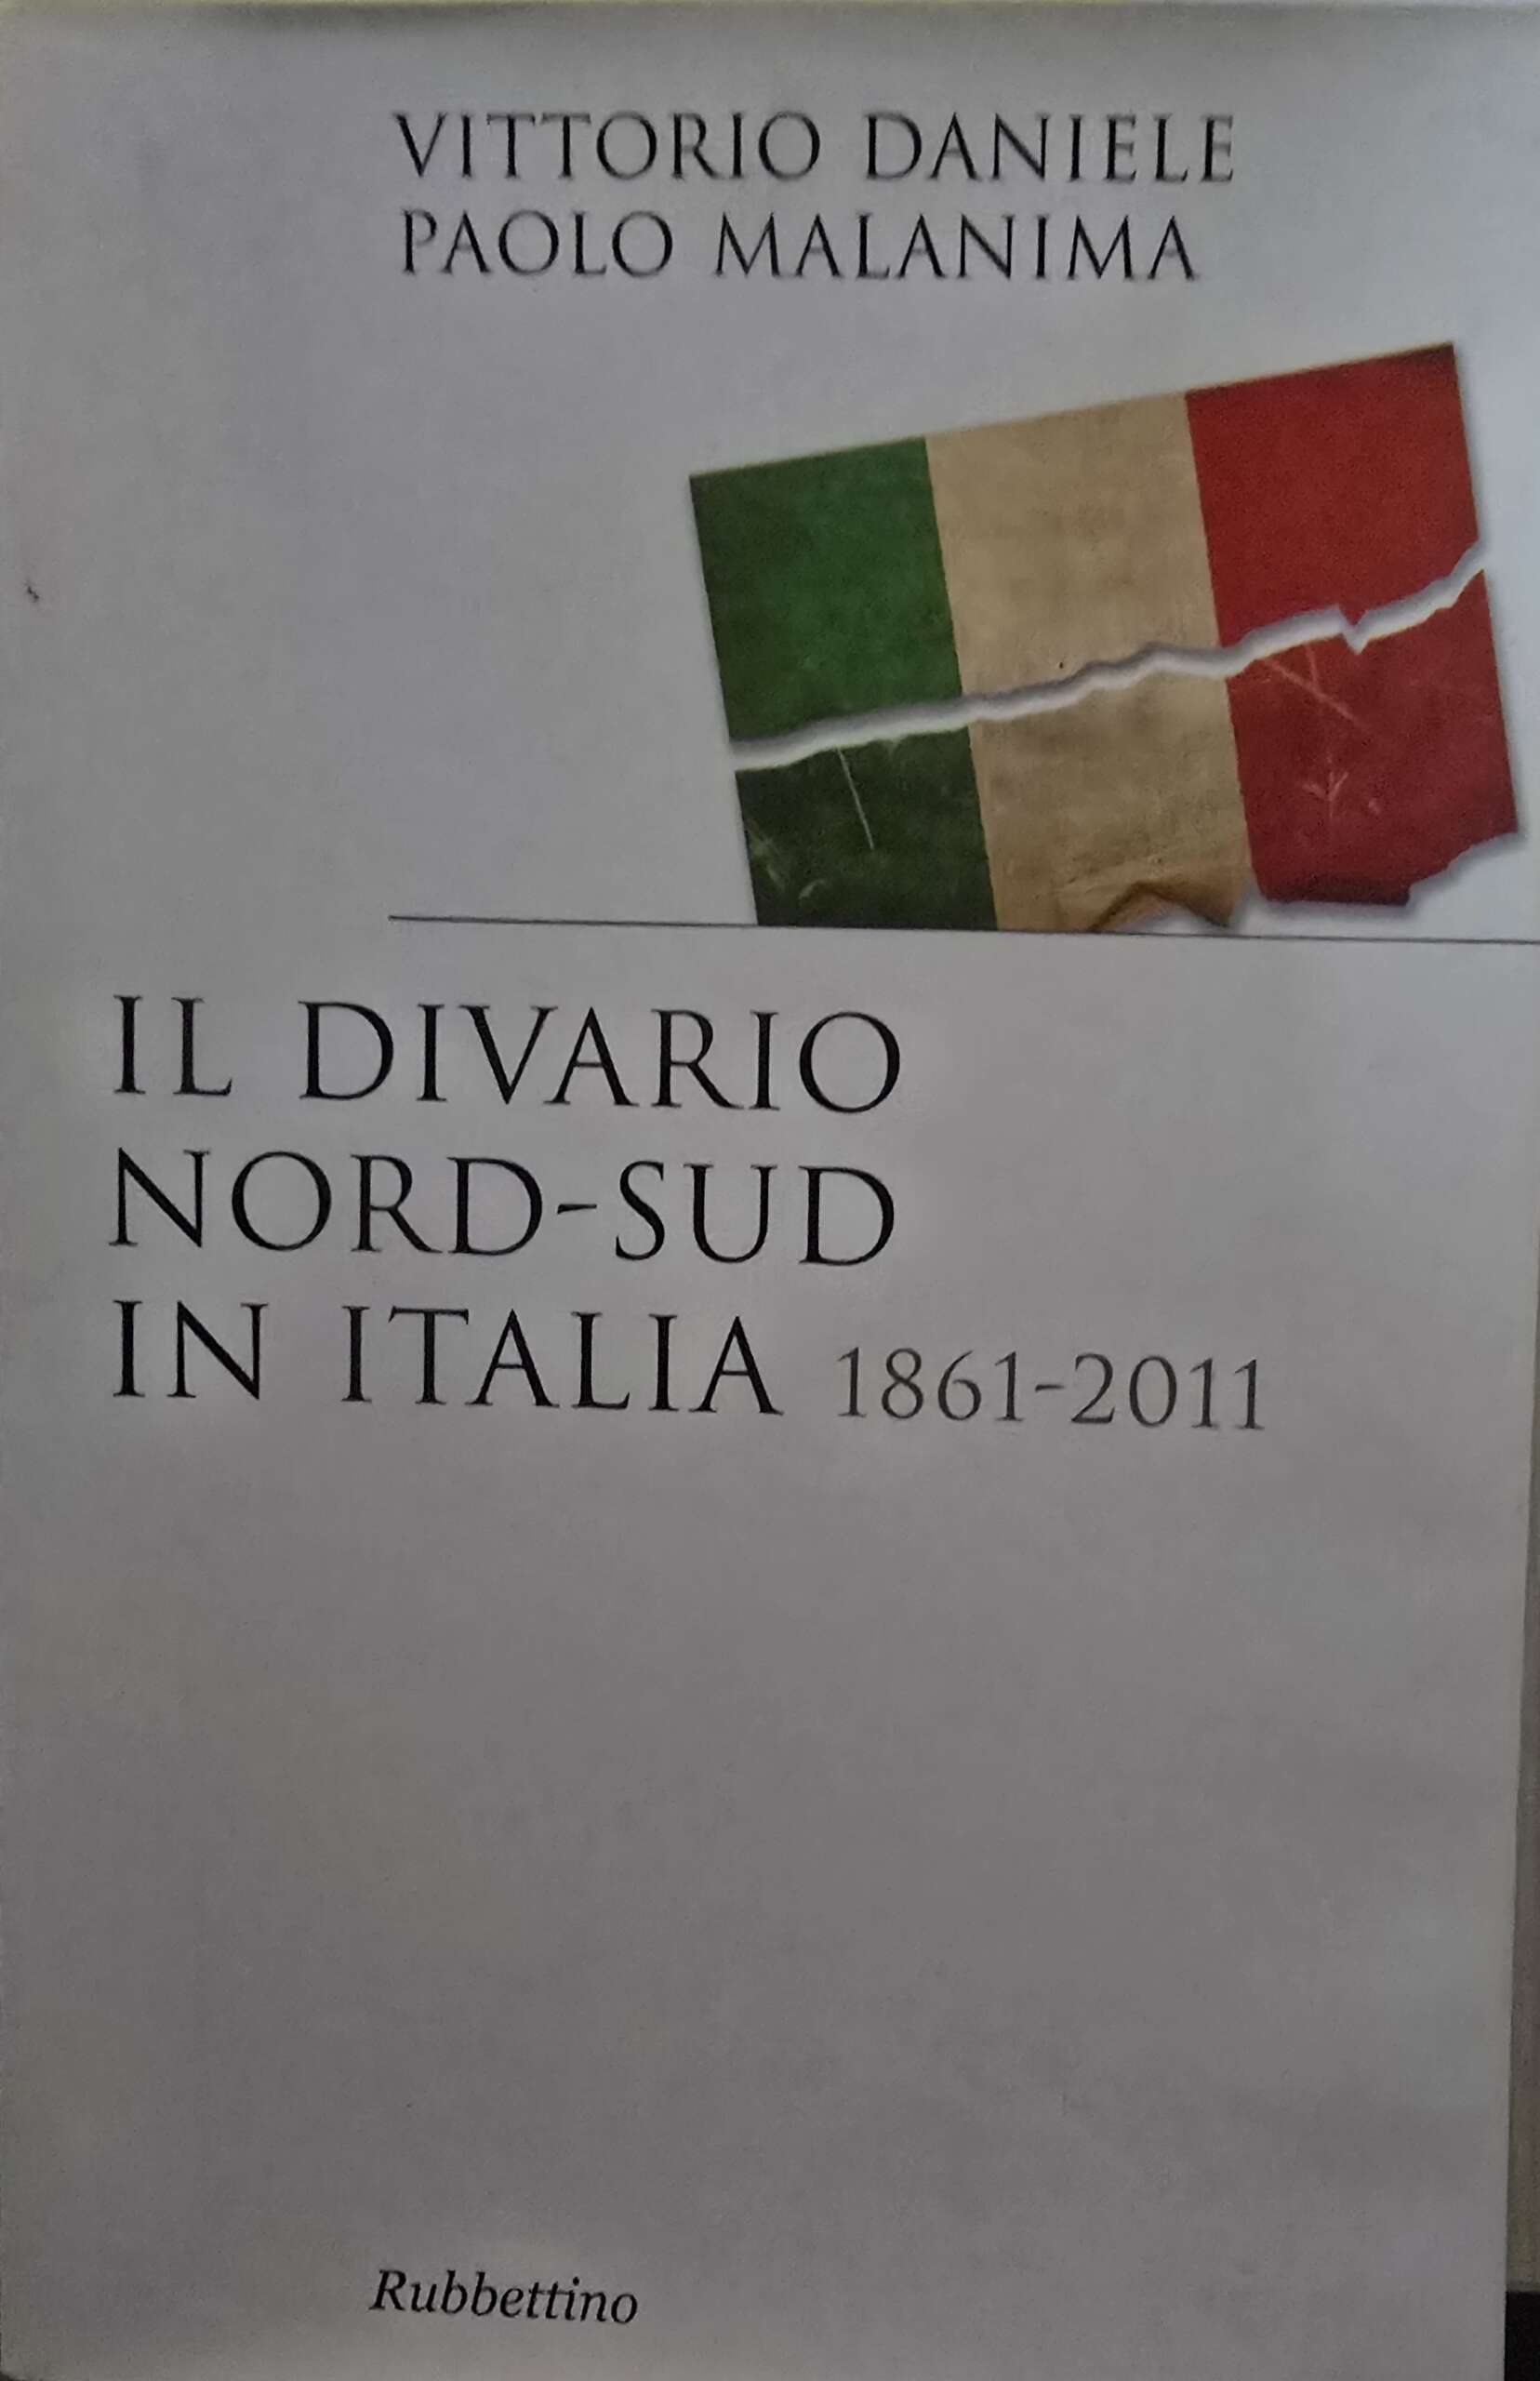 VITTORIO DANIELE
PAOLO MALANIMA
IL DIVARIO
NORD-SUD
IN ITALIA 1861-2011
Rubbettino